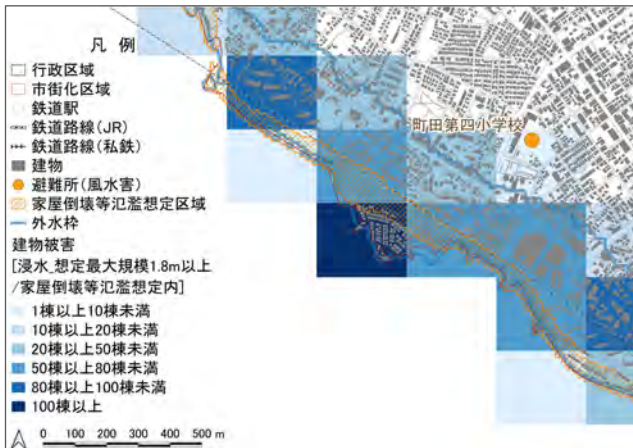 凡 例
行政区域
市街化区域
鉄道駅
鉄道路線(JR)
鉄道路線(私鉄)
建物
避難所(風水害)
家屋倒壊等氾濫想定区域
外水枠
建物被害
[浸水_想定最大規模1.8m以上
/家屋倒壊等氾濫想定内]
1棟以上10棟未満
10棟以上20棟未満
20棟以上50棟未満
50棟以上80棟未満
80棟以上100棟未満
100棟以上
0 100 200 300 400 500 m
町田第四小学校